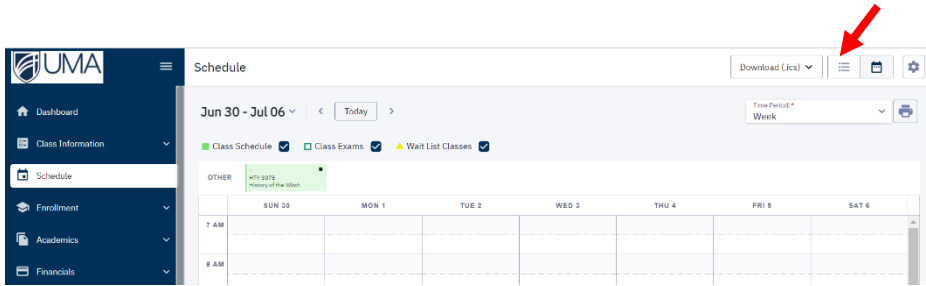 UMA
Schedule
Download (.ics)
Dashboard
Class Information
Schedule
Enrollment
Academics
Financials
Jun 30 - Jul 06
Today
Time Period:*
Week
Class Schedule
Class Exams
Wait List Classes
OTHER
HTY 307E
History of the Witch
SUN 30 MON 1 TUE 2 WED 3 THU 4 FRI 5 SAT 6
7 AM
8 AM